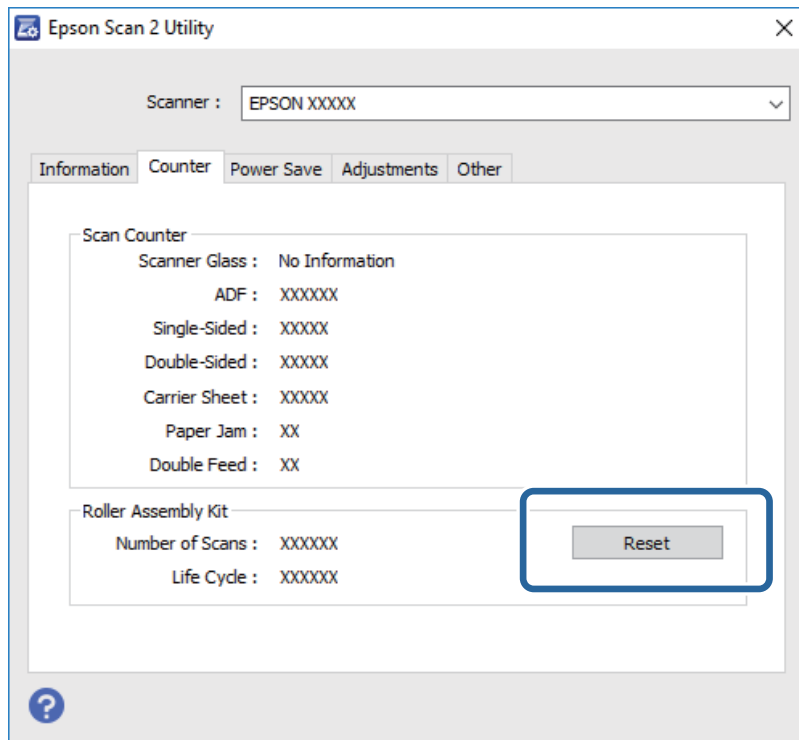 Epson Scan 2 Utility
Scanner : EPSON XXXXX
Information Counter Power Save Adjustments Other
Scan Counter
Scanner Glass : No Information
ADF : XXXXXX
Single-Sided : XXXXX
Double-Sided : XXXXX
Carrier Sheet : XXXXX
Paper Jam : XX
Double Feed : XX
Roller Assembly Kit
Number of Scans : XXXXXX Reset
Life Cycle : XXXXXX
?